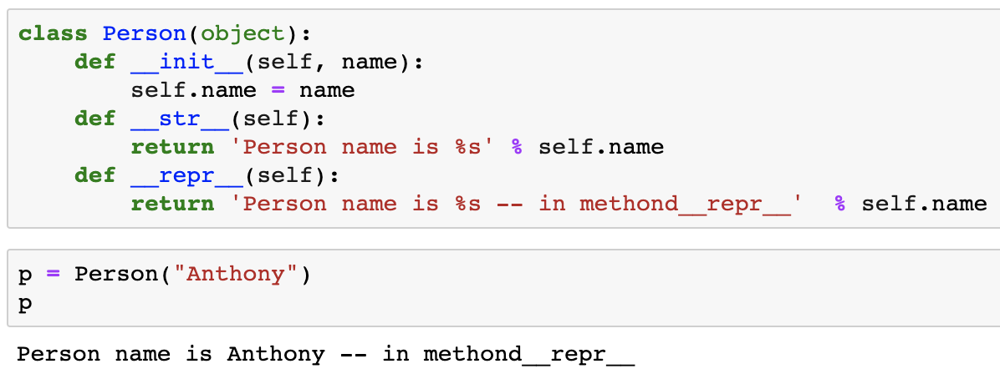 class Person(object):
    def __init__(self, name):
        self.name = name
    def __str__(self):
        return 'Person name is %s' % self.name
    def __repr__(self):
        return 'Person name is %s -- in methond__repr__'  % self.name
p = Person("Anthony")
p
Person name is Anthony -- in methond__repr__